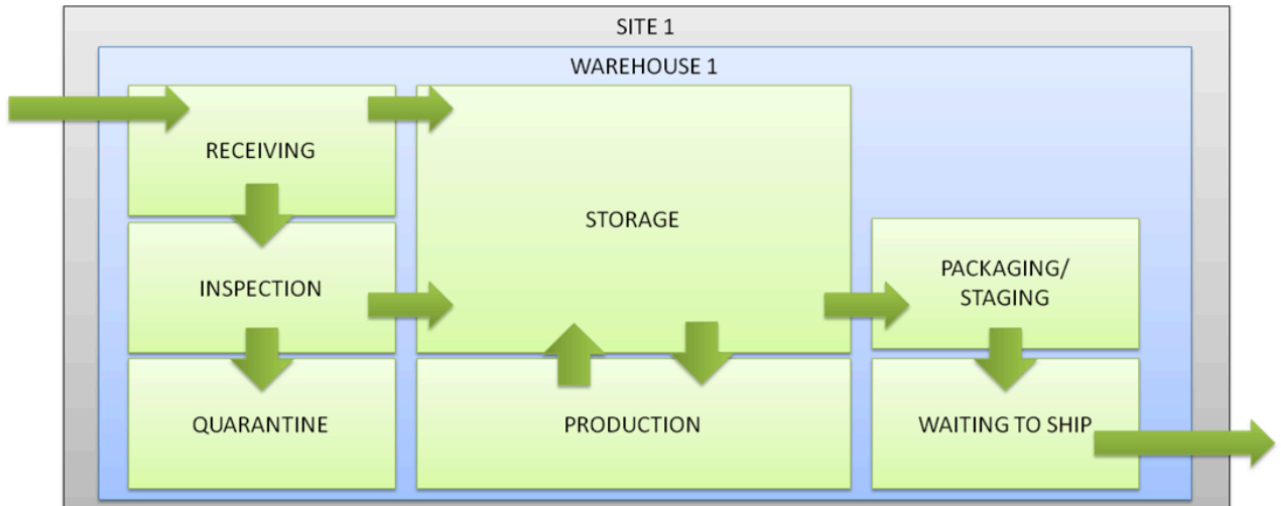 SITE 1
WAREHOUSE 1
RECEIVING
STORAGE
INSPECTION
PACKAGING/
STAGING
QUARANTINE
PRODUCTION
WAITING TO SHIP